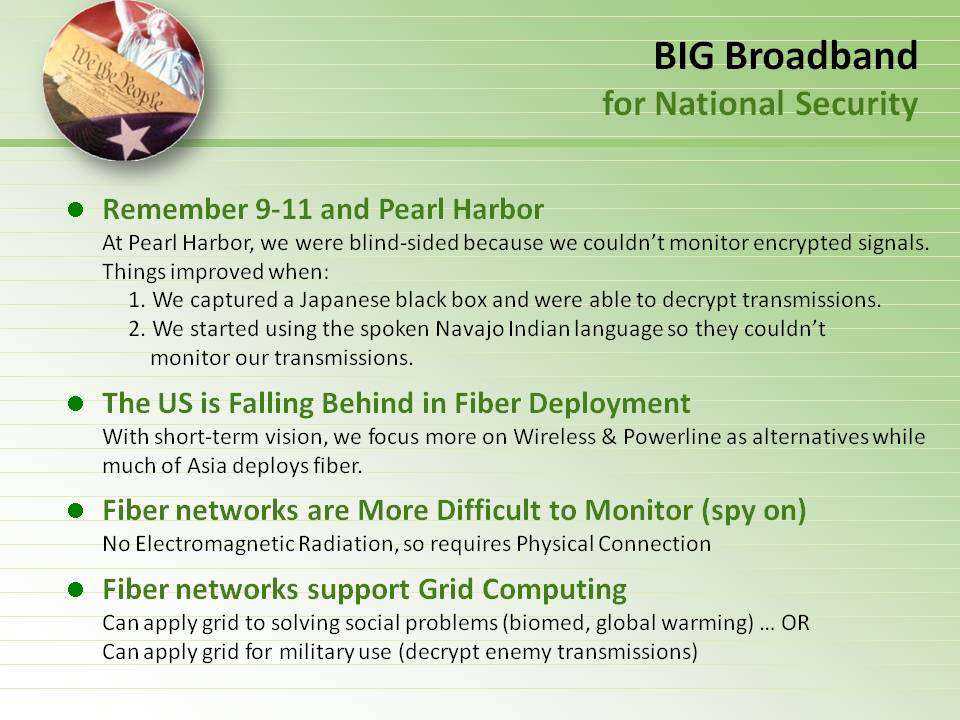 We the People
BIG Broadband
for National Security
Remember 9-11 and Pearl Harbor
At Pearl Harbor, we were blind-sided because we couldn’t monitor encrypted signals.
Things improved when:
1. We captured a Japanese black box and were able to decrypt transmissions.
2. We started using the spoken Navajo Indian language so they couldn’t
monitor our transmissions.
The US is Falling Behind in Fiber Deployment
With short-term vision, we focus more on Wireless & Powerline as alternatives while
much of Asia deploys fiber.
Fiber networks are More Difficult to Monitor (spy on)
No Electromagnetic Radiation, so requires Physical Connection
Fiber networks support Grid Computing
Can apply grid to solving social problems (biomed, global warming) … OR
Can apply grid for military use (decrypt enemy transmissions)